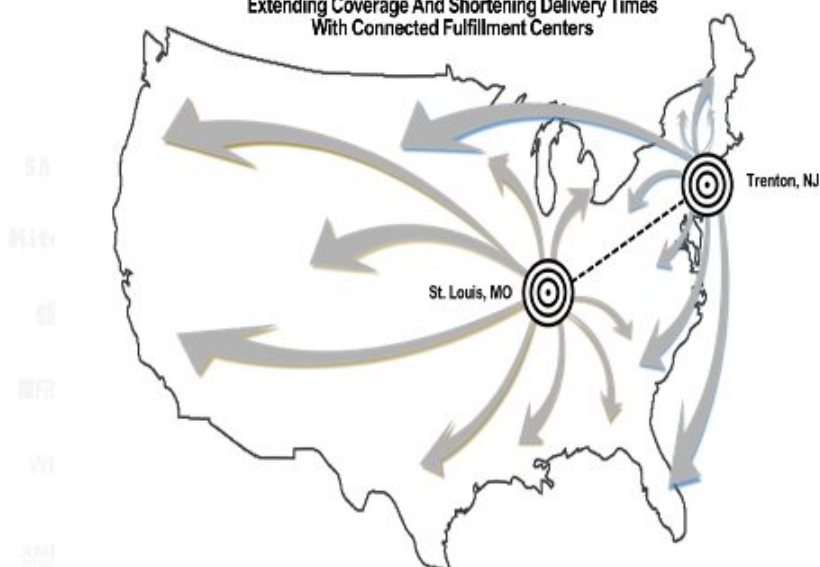 Extending Coverage And Shortening Delivery Times
With Connected Fulfillment Centers
Trenton, NJ
St. Louis, MO